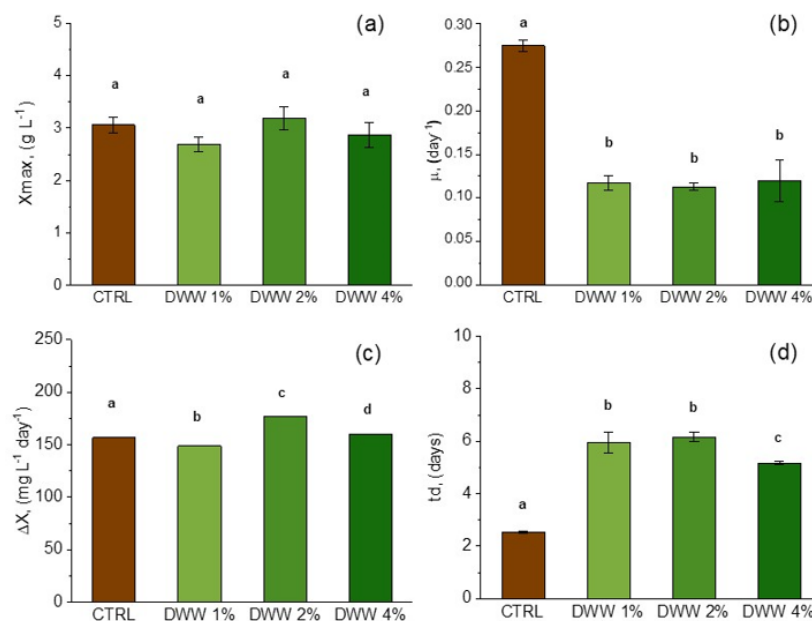 (a)
Xmax, (g L⁻¹)
5
4
3
2
1
0
a
a
a
a
CTRL
DWW 1%
DWW 2%
DWW 4%
(b)
μ, (day⁻¹)
0.30
0.25
0.20
0.15
0.10
0.05
0.00
a
b
b
b
CTRL
DWW 1%
DWW 2%
DWW 4%
(c)
ΔX, (mg L⁻¹ day⁻¹)
250
200
150
100
50
0
a
b
c
d
CTRL
DWW 1%
DWW 2%
DWW 4%
(d)
td, (days)
10
8
6
4
2
0
a
b
b
c
CTRL
DWW 1%
DWW 2%
DWW 4%